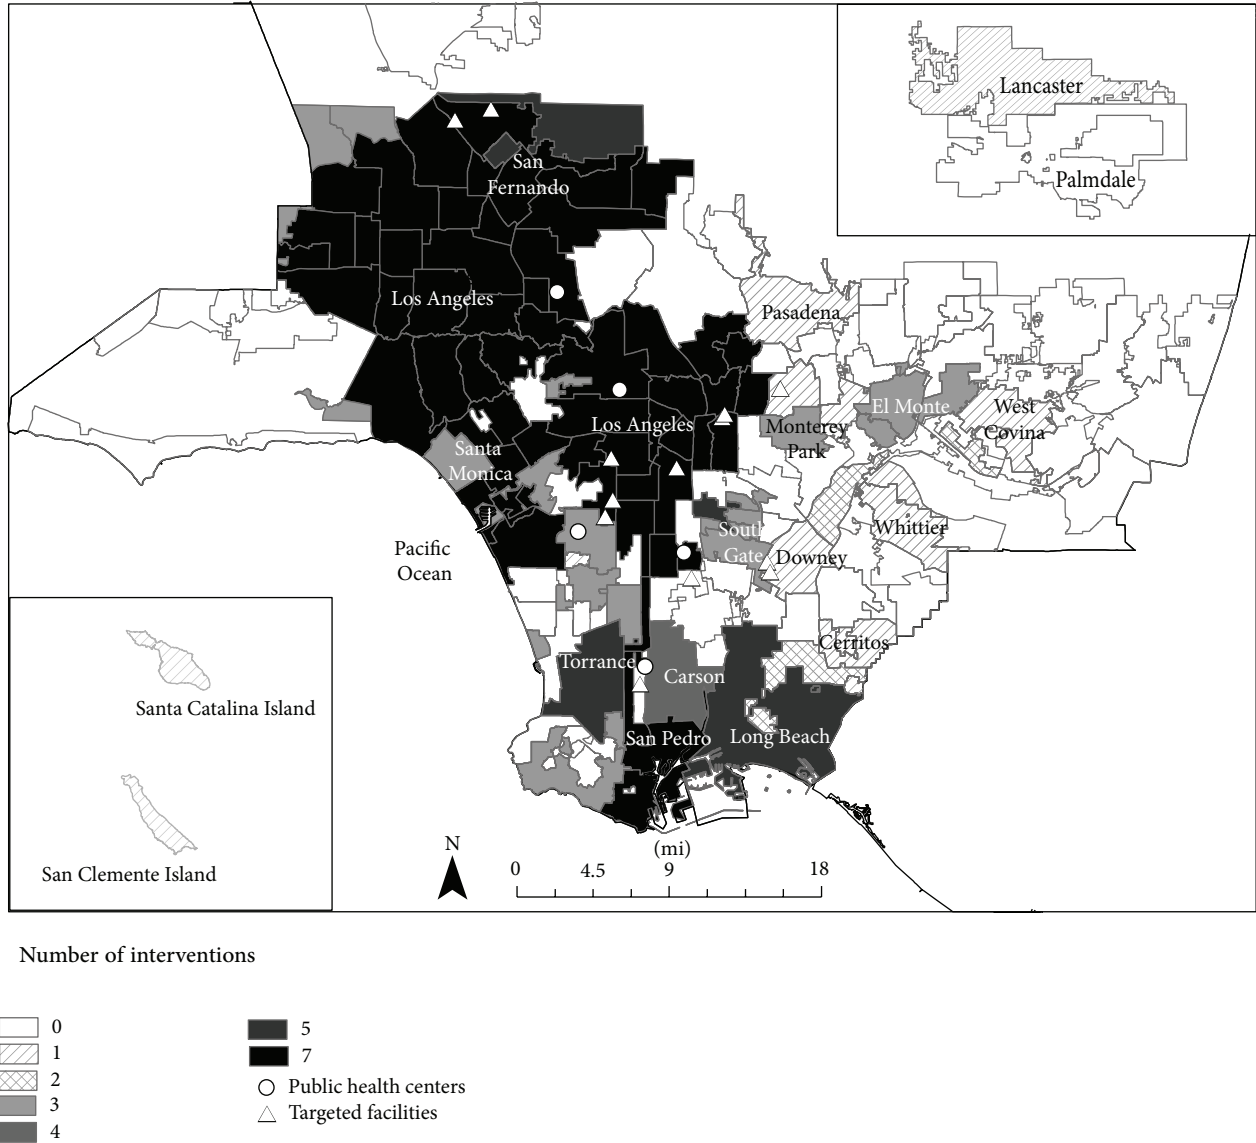 Lancaster
Palmdale
San
Fernando
Los Angeles
Pasadena
El Monte
West
Covina
Los Angeles
Monterey
Park
Santa
Monica
South
Gate
Whittier
Downey
Pacific
Ocean
Cerritos
Torrance
Carson
San Pedro
Long Beach
Santa Catalina Island
San Clemente Island
N
(mi)
0
4.5
9
18
Number of interventions
0
1
2
3
4
5
7
Public health centers
Targeted facilities